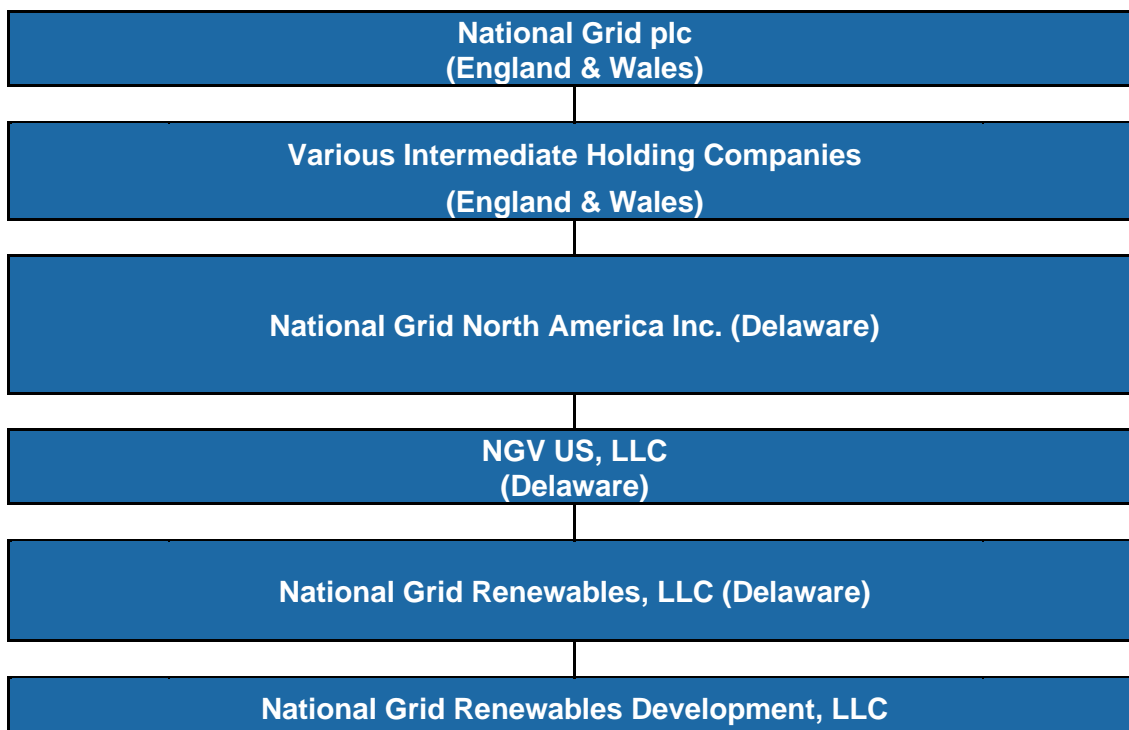 National Grid plc
(England & Wales)
Various Intermediate Holding Companies
(England & Wales)
National Grid North America Inc. (Delaware)
NGV US, LLC
(Delaware)
National Grid Renewables, LLC (Delaware)
National Grid Renewables Development, LLC